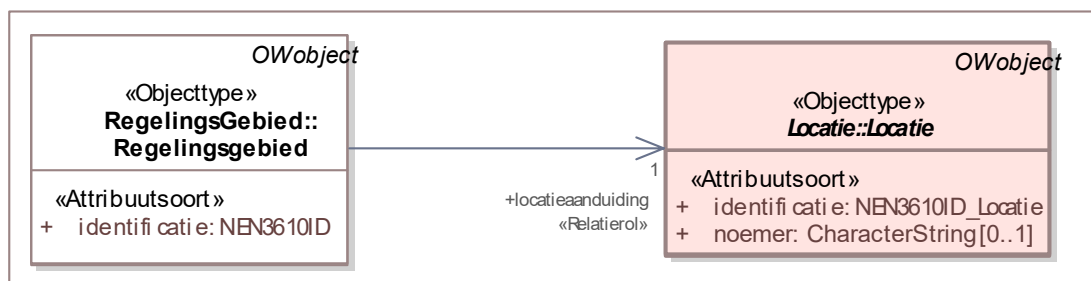 OWobject
«Objecttype»
RegelingsGebied::
Regelingsgebied
«Attribuutsoort»
+ identificatie: NEN3610ID
1
+locatieaanduiding
«Relatierol»
OWobject
«Objecttype»
Locatie::Locatie
«Attribuutsoort»
+ identificatie: NEN3610ID_Locatie
+ noemer: CharacterString [0..1]